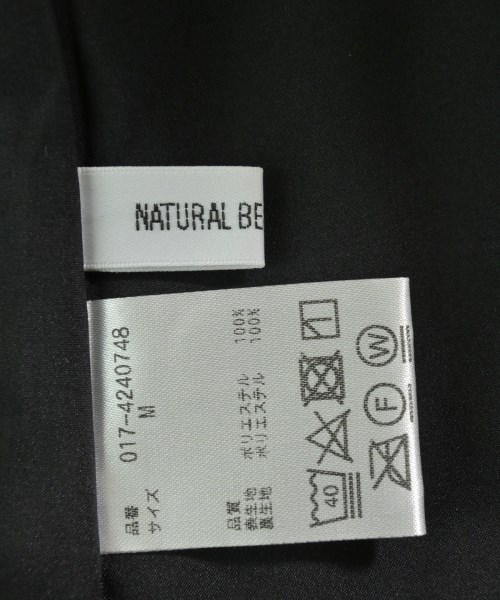 NATURAL BE
品番 017-4240748
サイズ M
品質
表生地 ポリエステル 100%
裏生地 ポリエステル 100%
40
F W